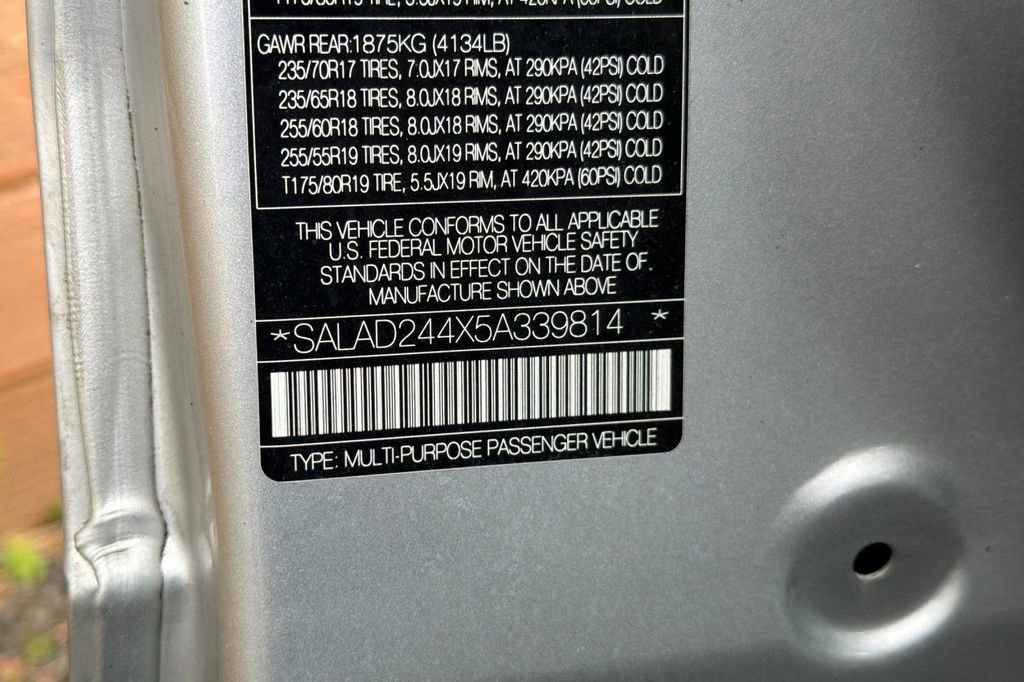 GAWR REAR:1875KG (4134LB)
235/70R17 TIRES, 7.0JX17 RIMS, AT 290KPA (42PSI) COLD
235/65R18 TIRES, 8.0JX18 RIMS, AT 290KPA (42PSI) COLD
255/60R18 TIRES, 8.0JX18 RIMS, AT 290KPA (42PSI) COLD
255/55R19 TIRES, 8.0JX19 RIMS, AT 290KPA (42PSI) COLD
T175/80R19 TIRE, 5.5JX19 RIM, AT 420KPA (60PSI) COLD
THIS VEHICLE CONFORMS TO ALL APPLICABLE
U.S. FEDERAL MOTOR VEHICLE SAFETY
STANDARDS IN EFFECT ON THE DATE OF.
MANUFACTURE SHOWN ABOVE
*SALAD244X5A339814 *
TYPE: MULTI-PURPOSE PASSENGER VEHICLE